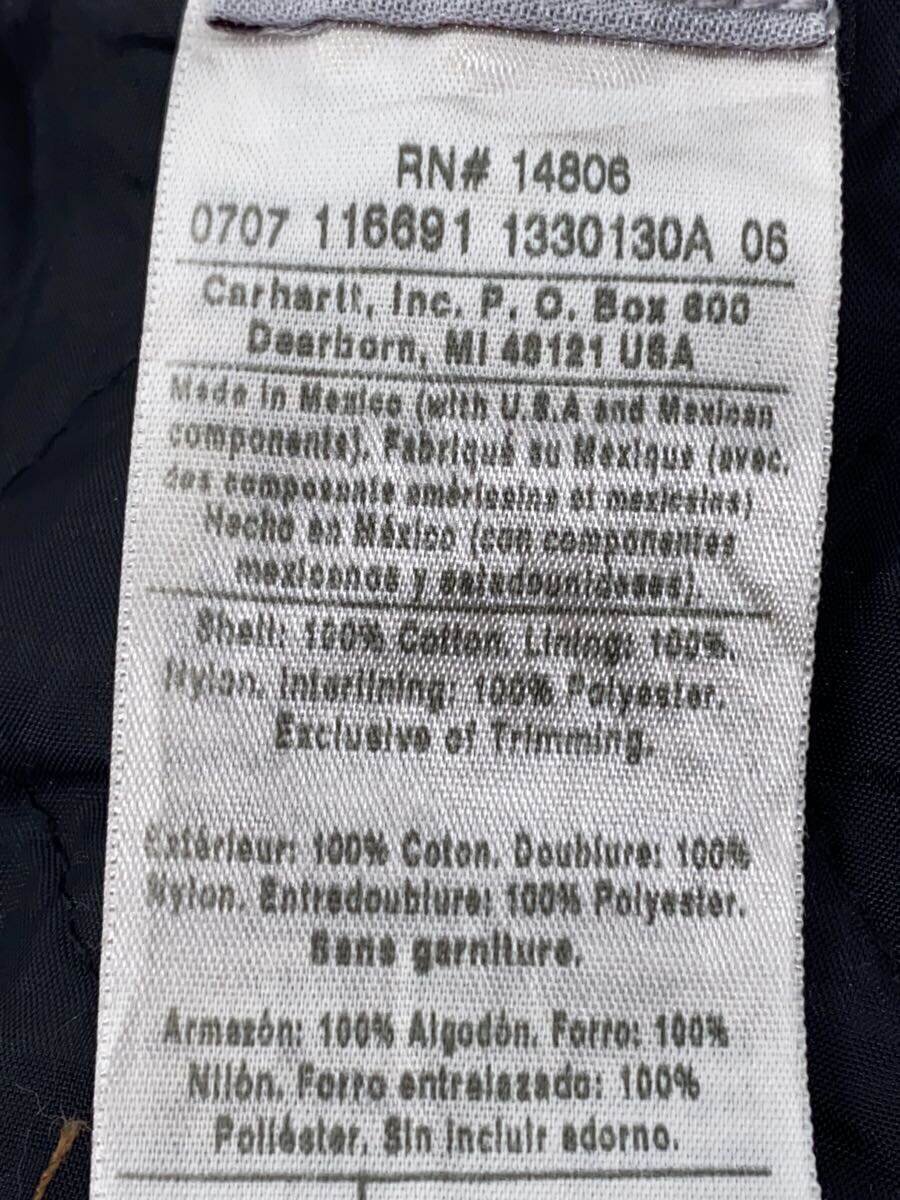 RN# 14806
0707 116691 1330130A 06
Carhartt, Inc. P. O. Box 600
Dearborn, MI 48121 USA
Made in Mexico (with U.S.A and Mexican
components). Fabriqué au Mexique (avec.
des composants américains et mexicains)
Hecho en México (con componentes
mexicanos y estadounidenses).
Shell: 100% Cotton. Lining: 100%.
Nylon. Interlining: 100% Polyester.
Exclusive of Trimming.
Extérieur: 100% Coton. Doublure: 100%
Nylon. Entredoublure: 100% Polyester.
Sans garniture.
Armazón: 100% Algodón. Forro: 100%
Nilón. Forro entrelazado: 100%
Poliéster. Sin incluir adorno.